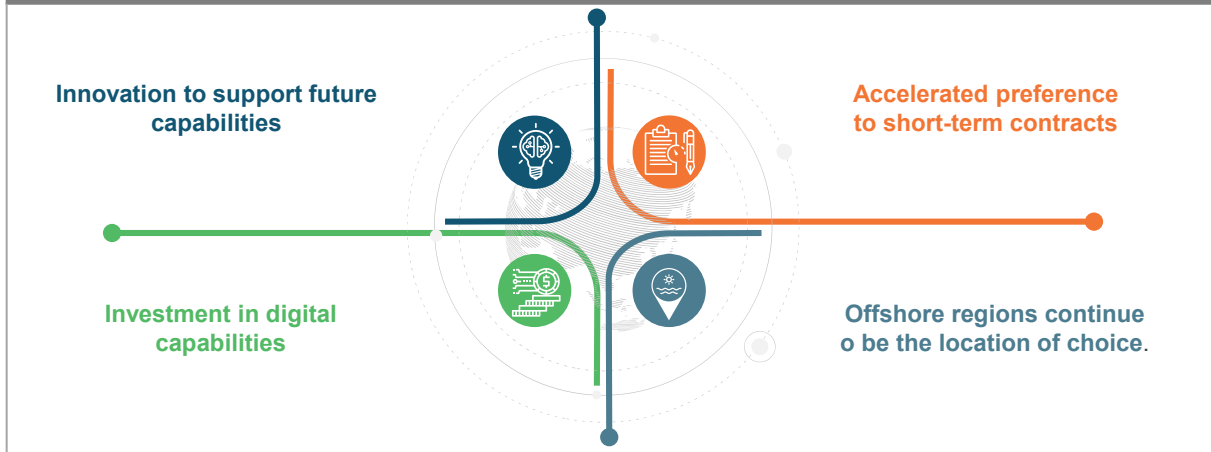 Innovation to support future
capabilities
Accelerated preference
to short-term contracts
Investment in digital
capabilities
Offshore regions continue
o be the location of choice.
$